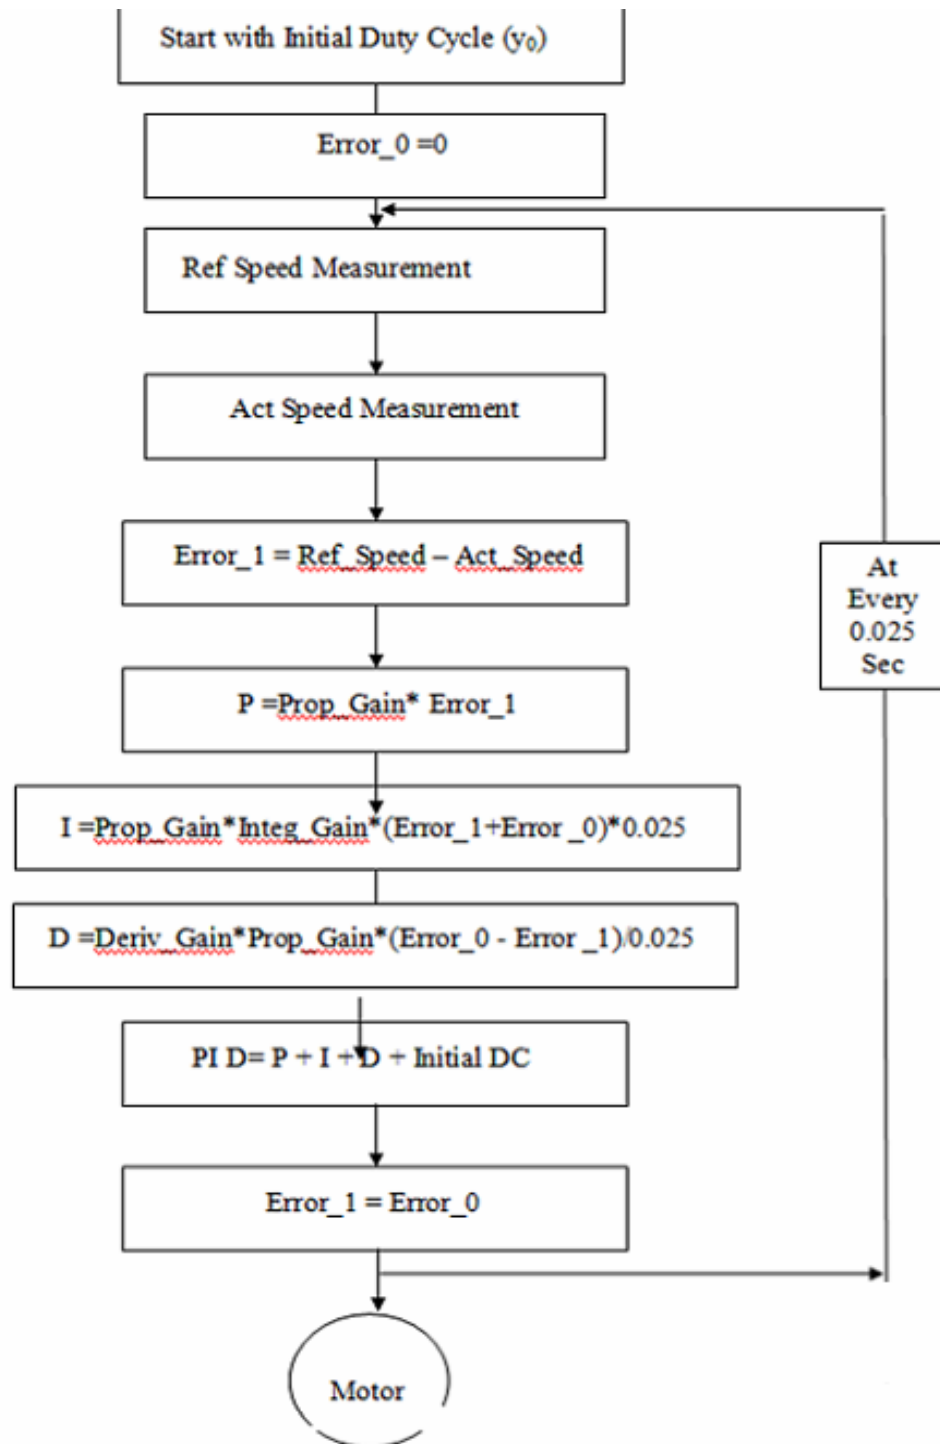 Start with Initial Duty Cycle (y₀)
Error_0 =0
Ref Speed Measurement
Act Speed Measurement
Error_1 = Ref_Speed – Act_Speed
At
Every
0.025
Sec
P =Prop_Gain* Error_1
I =Prop_Gain*Integ_Gain*(Error_1+Error _0)*0.025
D =Deriv_Gain*Prop_Gain*(Error_0 - Error _1)/0.025
PI D= P + I + D + Initial DC
Error_1 = Error_0
Motor